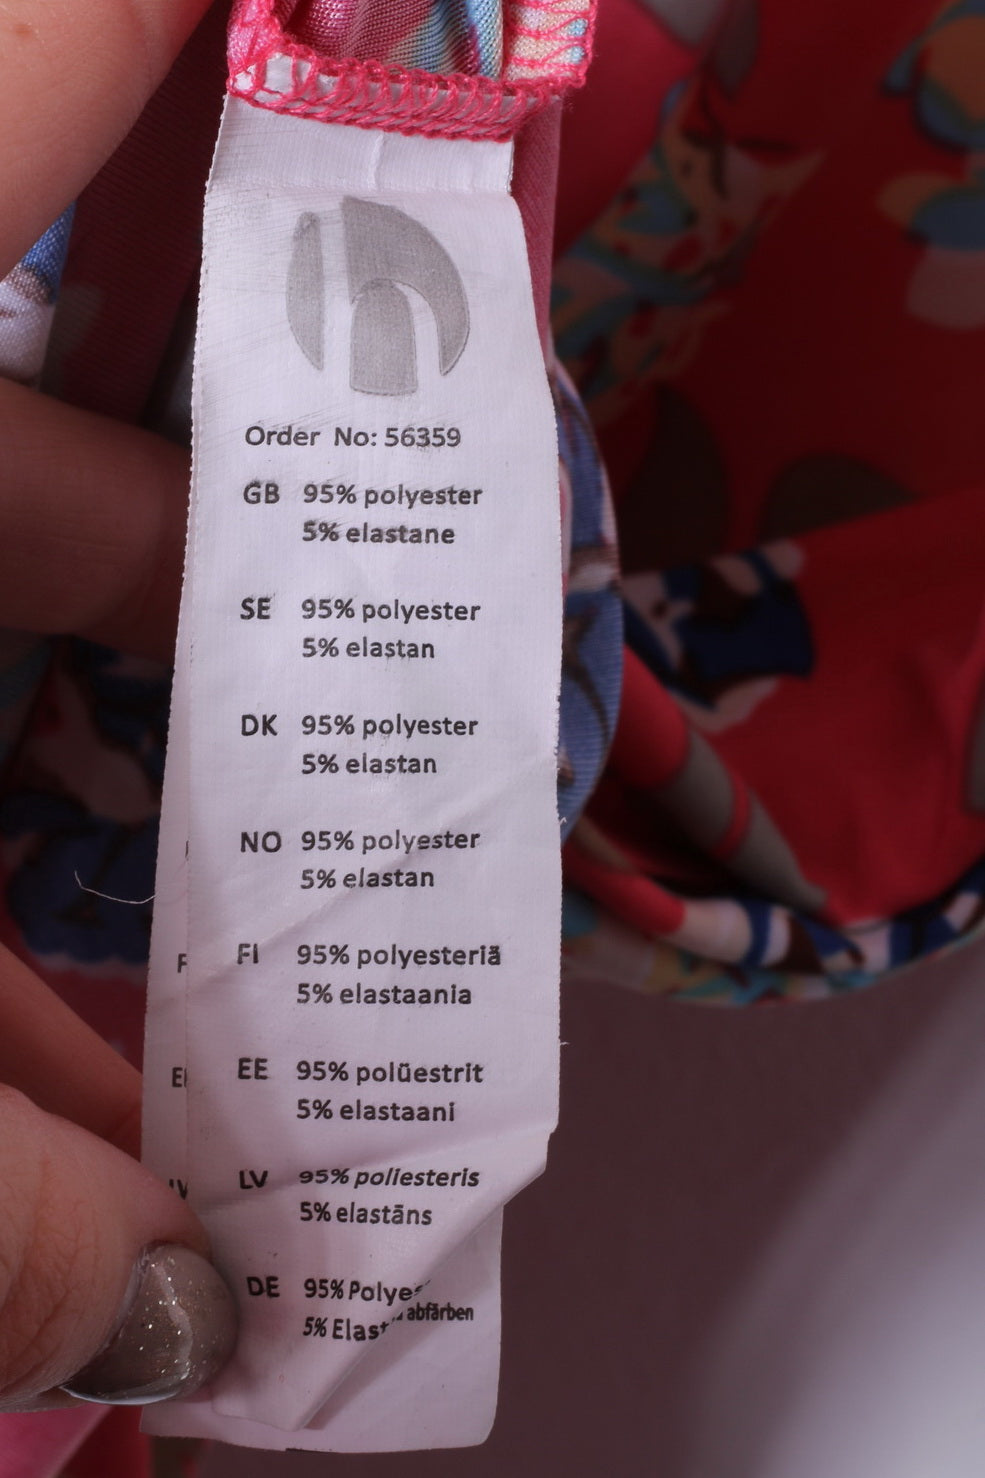 Order No: 56359
GB 95% polyester
5% elastane
SE 95% polyester
5% elastan
DK 95% polyester
5% elastan
NO 95% polyester
5% elastan
FI 95% polyesteriä
5% elastaania
EE 95% polüestrit
5% elastaani
LV 95% poliesteris
5% elastāns
DE 95%
5%
abfärben